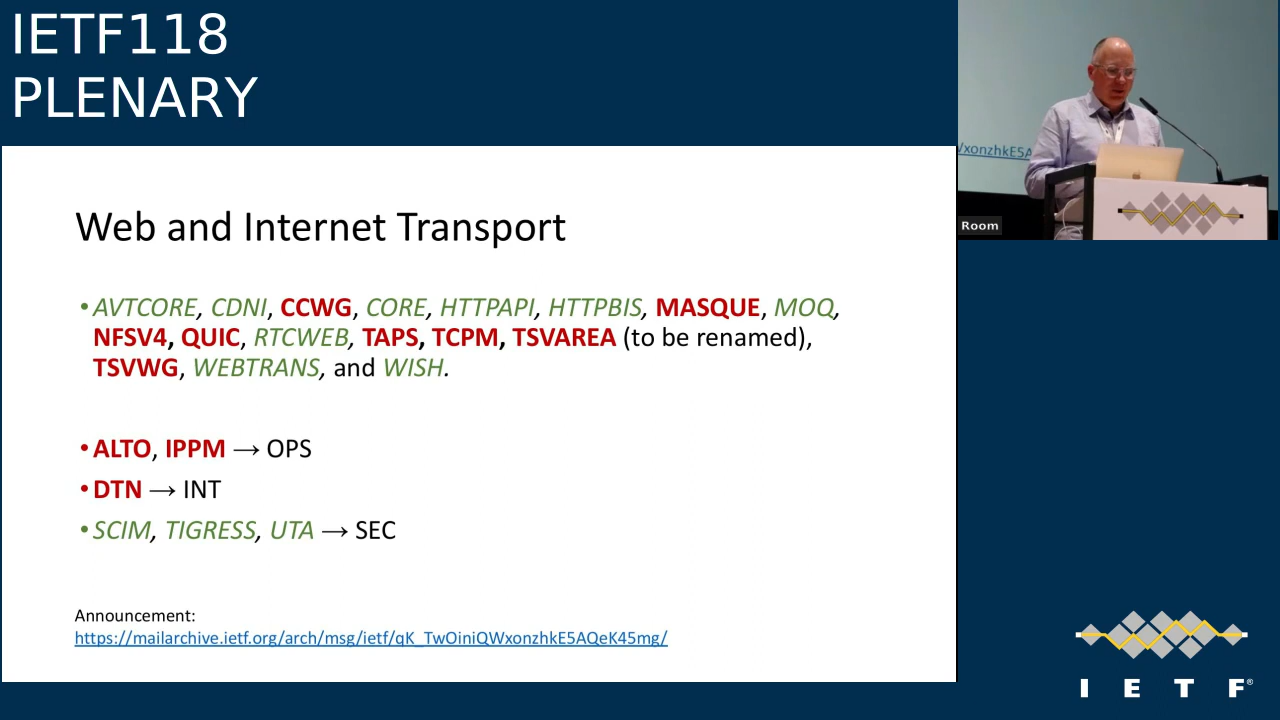 IETF118
PLENARY
Web and Internet Transport
•AVTCORE, CDNI, CCWG, CORE, HTTPAPI, HTTPBIS, MASQUE, MOQ,
NFSV4, QUIC, RTCWEB, TAPS, TCPM, TSVAREA (to be renamed),
TSVWG, WEBTRANS, and WISH.
•ALTO, IPPM → OPS
•DTN → INT
•SCIM, TIGRESS, UTA → SEC
Announcement:
https://mailarchive.ietf.org/arch/msg/ietf/qK_TwOiniQWxonzhkE5AQeK45mg/
/xonzhkE5A
Room
I E T F®